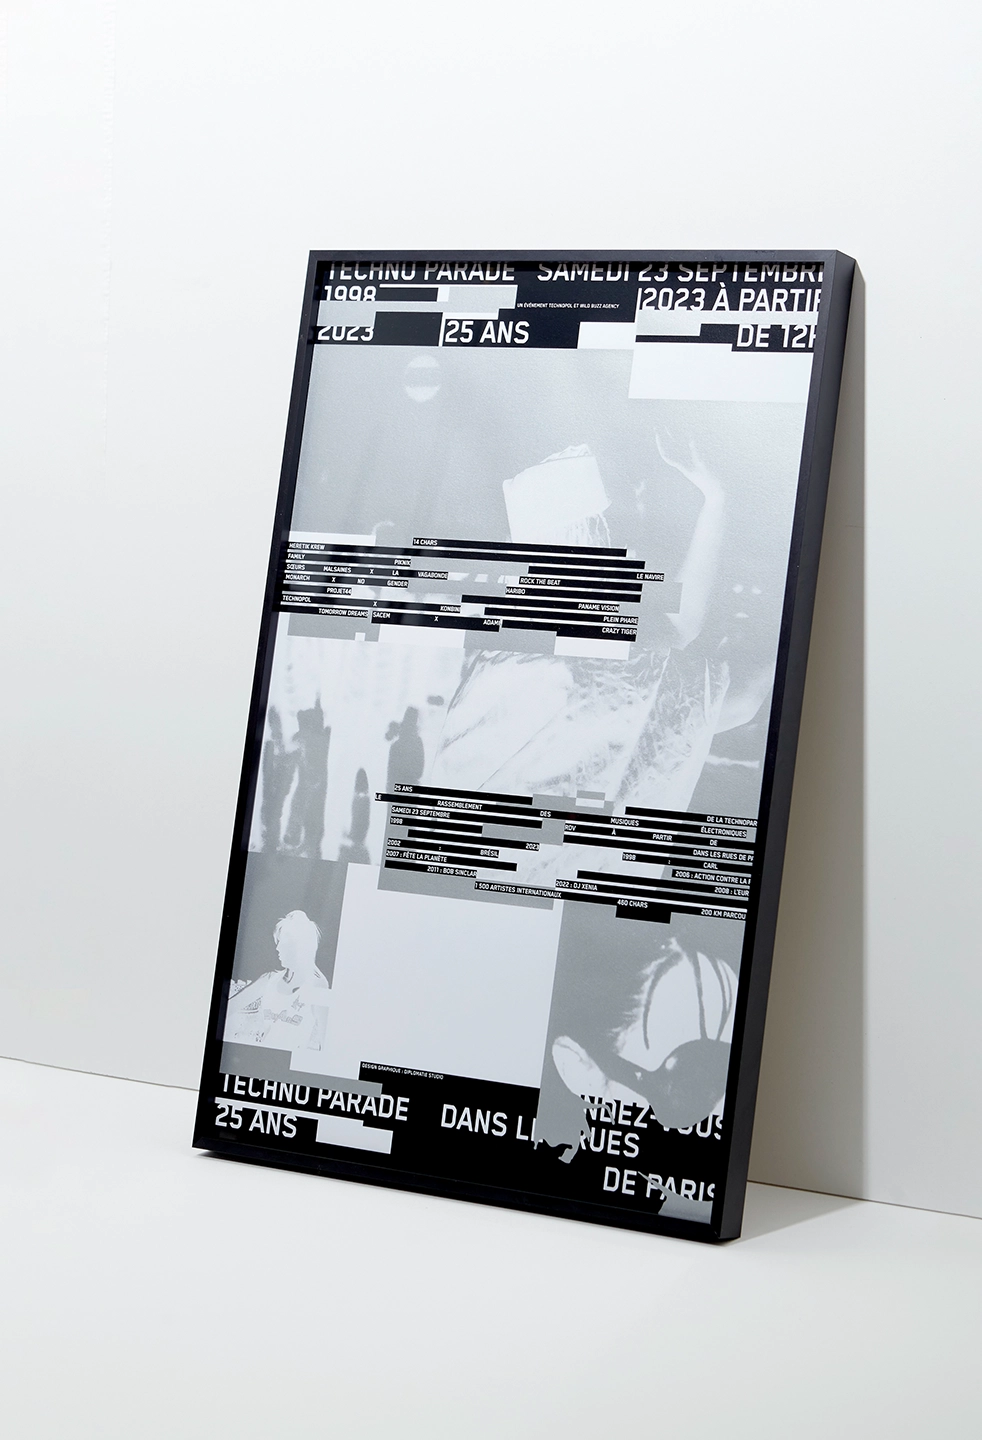 TECHNO PARADE SAMEDI 23 SEPTEMBRE
1998 UN ÉVÉNEMENT TECHNOPOL ET WILD BUZZ AGENCY 2023 À PARTIR
2023 25 ANS DE 12H
14 CHARS
HERETIK KREW
FAMILY PIKNIK
SŒURS MALSAINES X LA VAGABONDE LE NAVIRE
MONARCH X NO GENDER ROCK THE BEAT
PROJET44 HARIBO
TECHNOPOL X KONBINI PANAME VISION
TOMORROW DREAMS SACEM X ADAMI PLEIN PHARE
CRAZY TIGER
25 ANS
LE RASSEMBLEMENT DES MUSIQUES DE LA TECHNOPAR
SAMEDI 23 SEPTEMBRE ÉLECTRONIQUES
1998 RDV À PARTIR DE
2023 DANS LES RUES DE P
2002 : BRÉSIL 1998 : CARL
2007 : FÊTE LA PLANÈTE 2006 : ACTION CONTRE LA
2011 : BOB SINCLAR 2022 : DJ XENIA 2008 : L'EUR
1 500 ARTISTES INTERNATIONAUX 460 CHARS 200 KM PARCOU
DESIGN GRAPHIQUE : DIPLOMATIE STUDIO
TECHNO PARADE NDEZ-VOUS
25 ANS DANS L RUES
DE PARIS